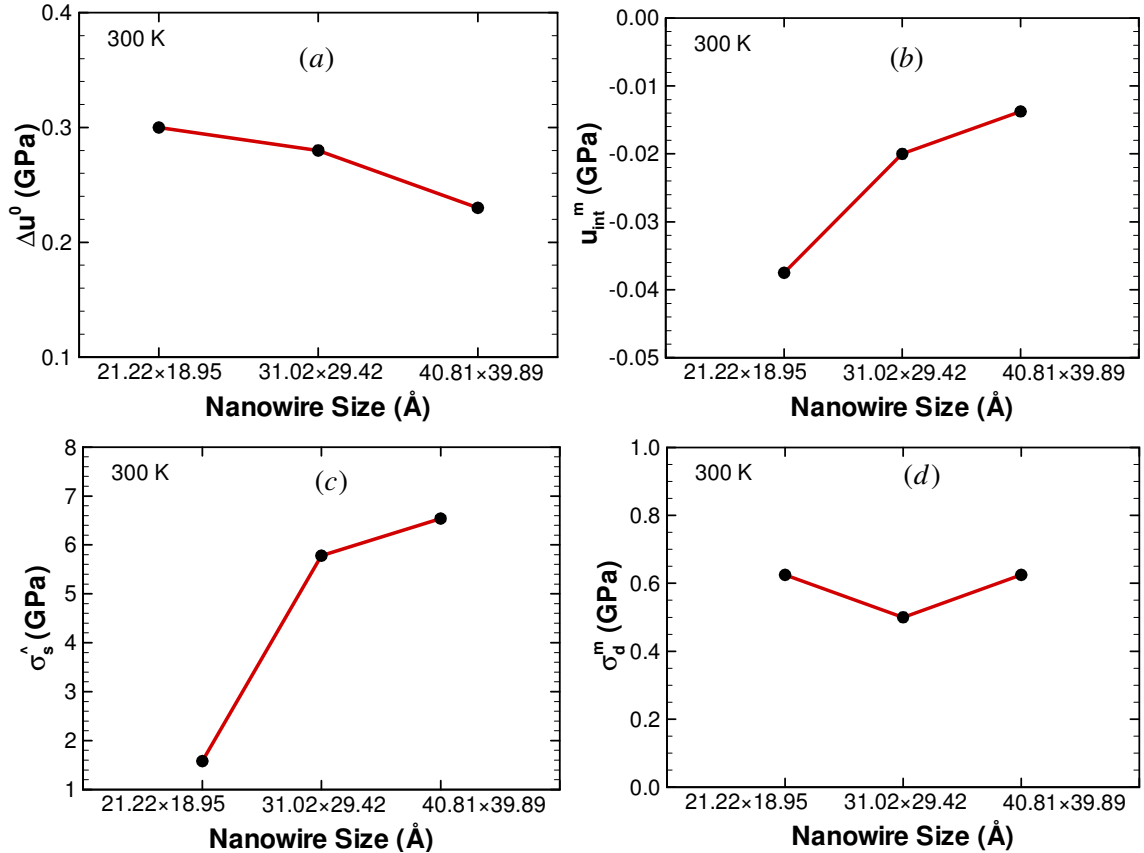 0.4
300 K
(a)
0.3
0.2
0.1
Δu⁰ (GPa)
21.22×18.95
31.02×29.42
40.81×39.89
Nanowire Size (Å)
0.00
300 K
(b)
-0.01
-0.02
-0.03
-0.04
-0.05
u_int^m (GPa)
21.22×18.95
31.02×29.42
40.81×39.89
Nanowire Size (Å)
8
300 K
(c)
7
6
5
4
3
2
1
σ_s^ (GPa)
21.22×18.95
31.02×29.42
40.81×39.89
Nanowire Size (Å)
1.0
300 K
(d)
0.8
0.6
0.4
0.2
0.0
σ_d^m (GPa)
21.22×18.95
31.02×29.42
40.81×39.89
Nanowire Size (Å)